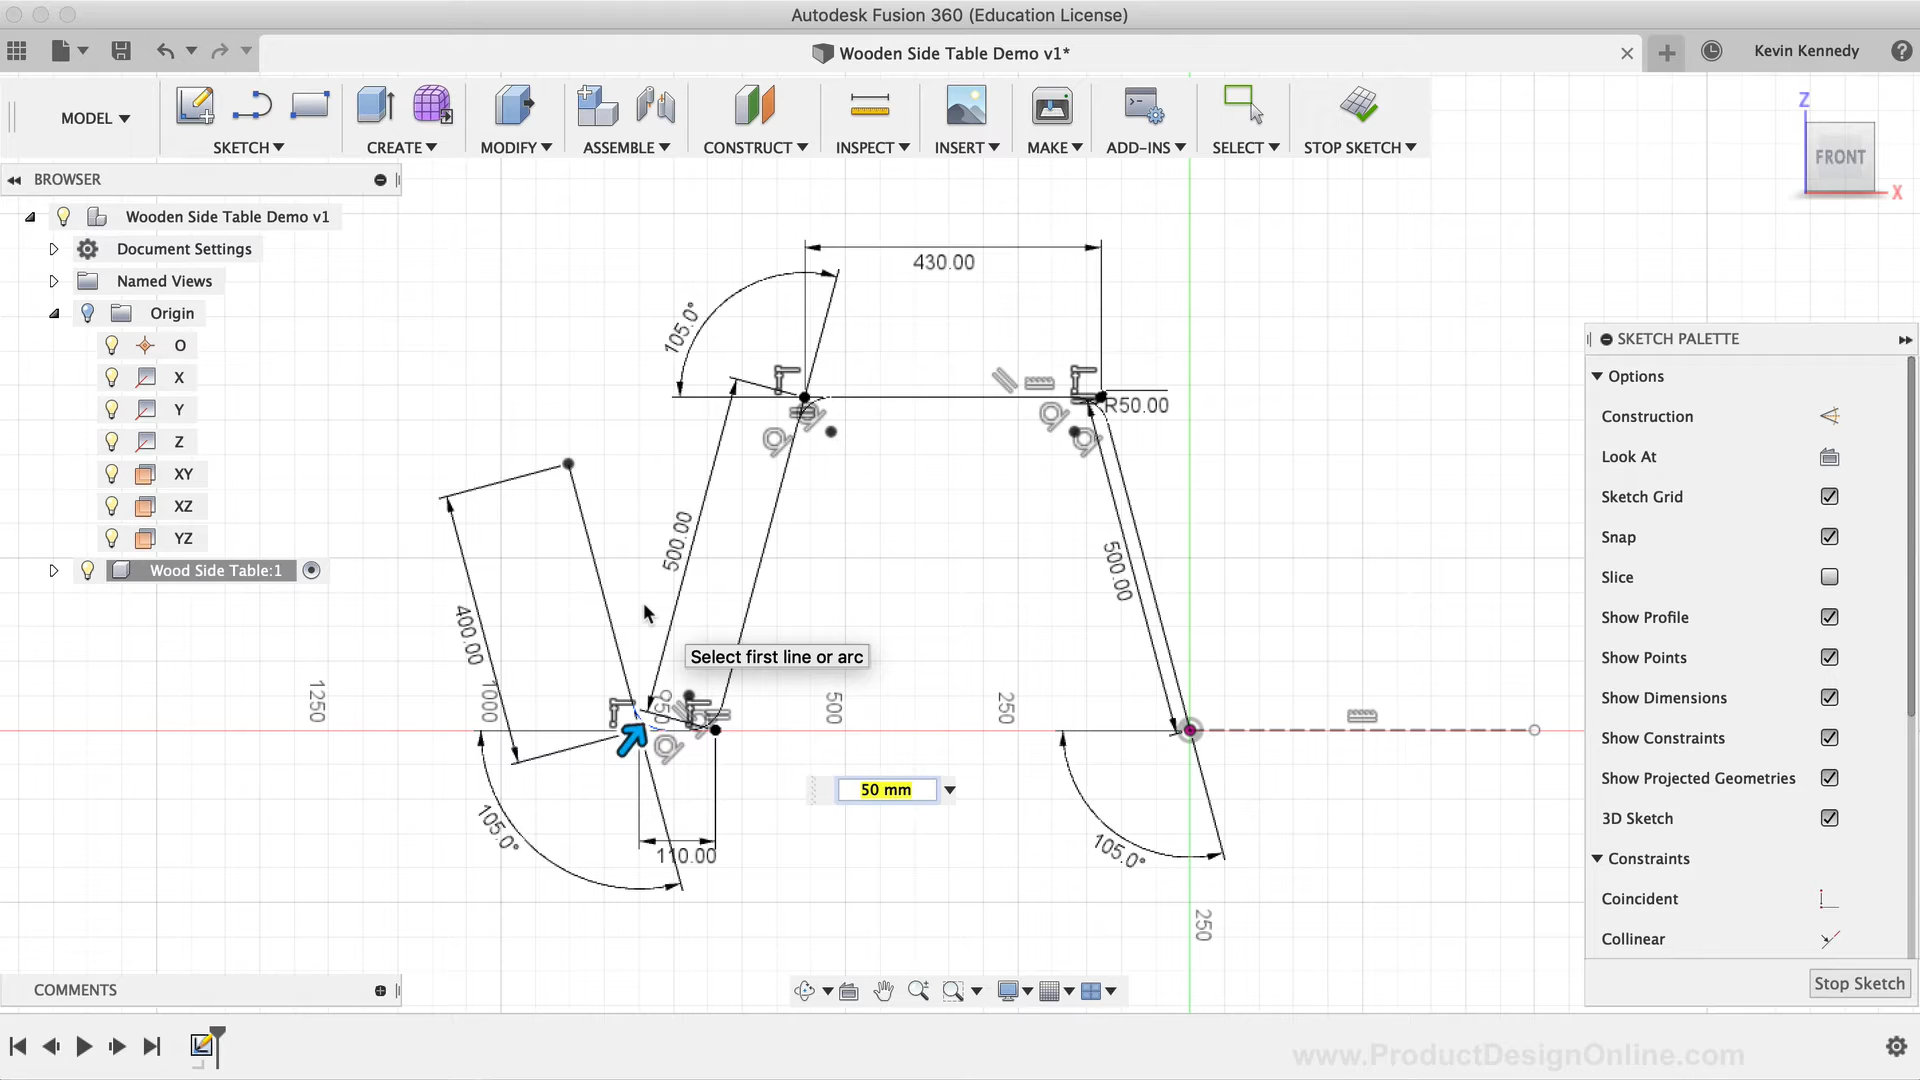 Autodesk Fusion 360 (Education License)
Wooden Side Table Demo v1*
Kevin Kennedy
MODEL
SKETCH
CREATE
MODIFY
ASSEMBLE
CONSTRUCT
INSPECT
INSERT
MAKE
ADD-INS
SELECT
STOP SKETCH
Z
FRONT
X
BROWSER
Wooden Side Table Demo v1
Document Settings
Named Views
Origin
O
X
Y
Z
XY
XZ
YZ
Wood Side Table:1
430.00
105.0°
R50.00
500.00
500.00
400.00
Select first line or arc
1250
1000
500
250
50 mm
105.0°
110.00
105.0°
250
SKETCH PALETTE
Options
Construction
Look At
Sketch Grid
Snap
Slice
Show Profile
Show Points
Show Dimensions
Show Constraints
Show Projected Geometries
3D Sketch
Constraints
Coincident
Collinear
Stop Sketch
COMMENTS
www.ProductDesignOnline.com